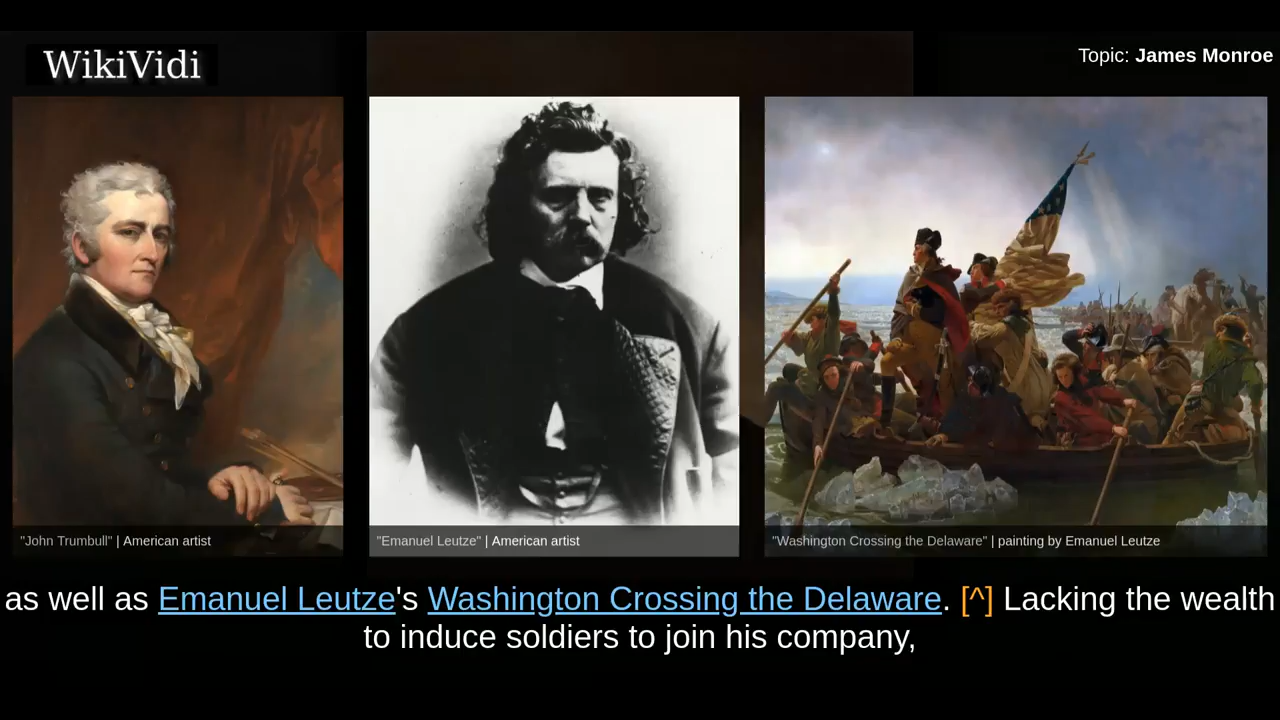 WikiVidi
Topic: James Monroe
"John Trumbull" | American artist
"Emanuel Leutze" | American artist
"Washington Crossing the Delaware" | painting by Emanuel Leutze
as well as Emanuel Leutze's Washington Crossing the Delaware. [^] Lacking the wealth
to induce soldiers to join his company,